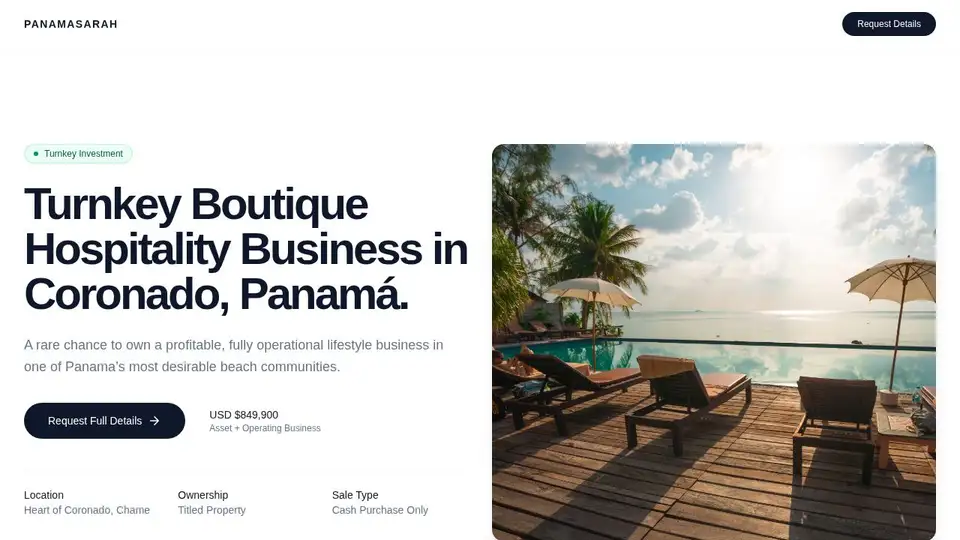 PANAMASARAH
Request Details
Turnkey Investment
Turnkey Boutique
Hospitality Business in
Coronado, Panamá.
A rare chance to own a profitable, fully operational lifestyle business in
one of Panama's most desirable beach communities.
Request Full Details
USD $849,900
Asset + Operating Business
Location
Heart of Coronado, Chame
Ownership
Titled Property
Sale Type
Cash Purchase Only